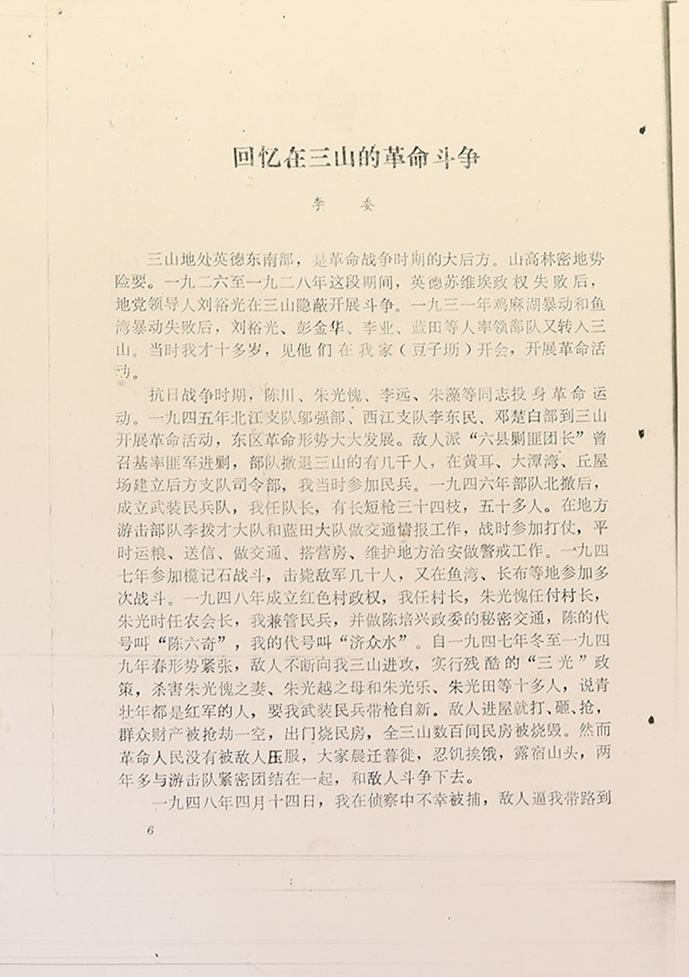 回忆在三山的革命斗争
李 委
三山地处英德东南部，是革命战争时期的大后方。山高林密地势
险要。一九二六至一九二八年这段期间，英德苏维埃政权失败后，
地党领导人刘裕光在三山隐蔽开展斗争。一九三一年鸡麻湖暴动和鱼
湾暴动失败后，刘裕光、彭金华、李业、蓝田等人率领部队又转入三
山。当时我才十多岁，见他们在我家（豆子坜）开会，开展革命活
动。
抗日战争时期，陈川、朱光愧、李远、朱藻等同志投身革命运
动。一九四五年北江支队邬强部、西江支队李东民、邓楚白部到三山
开展革命活动，东区革命形势大大发展。敌人派“六县剿匪团长”曾
召基率匪军进剿，部队撤退三山的有几千人，在黄耳、大潭湾、丘屋
场建立后方支队司令部，我当时参加民兵。一九四六年部队北撤后，
成立武装民兵队，我任队长，有长短枪三十四枝，五十多人。在地方
游击部队李拨才大队和蓝田大队做交通情报工作，战时参加打仗，平
时运粮、送信、做交通、搭营房、维护地方治安做警戒工作。一九四
七年参加榄记石战斗，击毙敌军几十人，又在鱼湾、长布等地参加多
次战斗。一九四八年成立红色村政权，我任村长，朱光愧任付村长，
朱光时任农会长，我兼管民兵，并做陈培兴政委的秘密交通，陈的代
号叫“陈六奇”，我的代号叫“济众水”。自一九四七年冬至一九四
九年春形势紧张，敌人不断向我三山进攻，实行残酷的“三光”政
策，杀害朱光愧之妻、朱光越之母和朱光乐、朱光田等十多人，说青
壮年都是红军的人，要我武装民兵带枪自新。敌人进屋就打、砸、抢，
群众财产被抢劫一空，出门烧民房，全三山数百间民房被烧毁。然而
革命人民没有被敌人压服，大家晨迁暮徙，忍饥挨饿，露宿山头，两
年多与游击队紧密团结在一起，和敌人斗争下去。
一九四八年四月十四日，我在侦察中不幸被捕，敌人逼我带路到
6